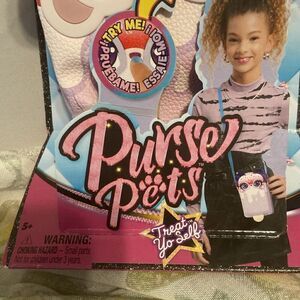 TRY ME!
¡PRUÉBAME!
ESSAIE-MOI!
Purse
Pets
TM
Treat
Yo Self
5+
WARNING:
CHOKING HAZARD — Small parts.
Not for children under 3 years.